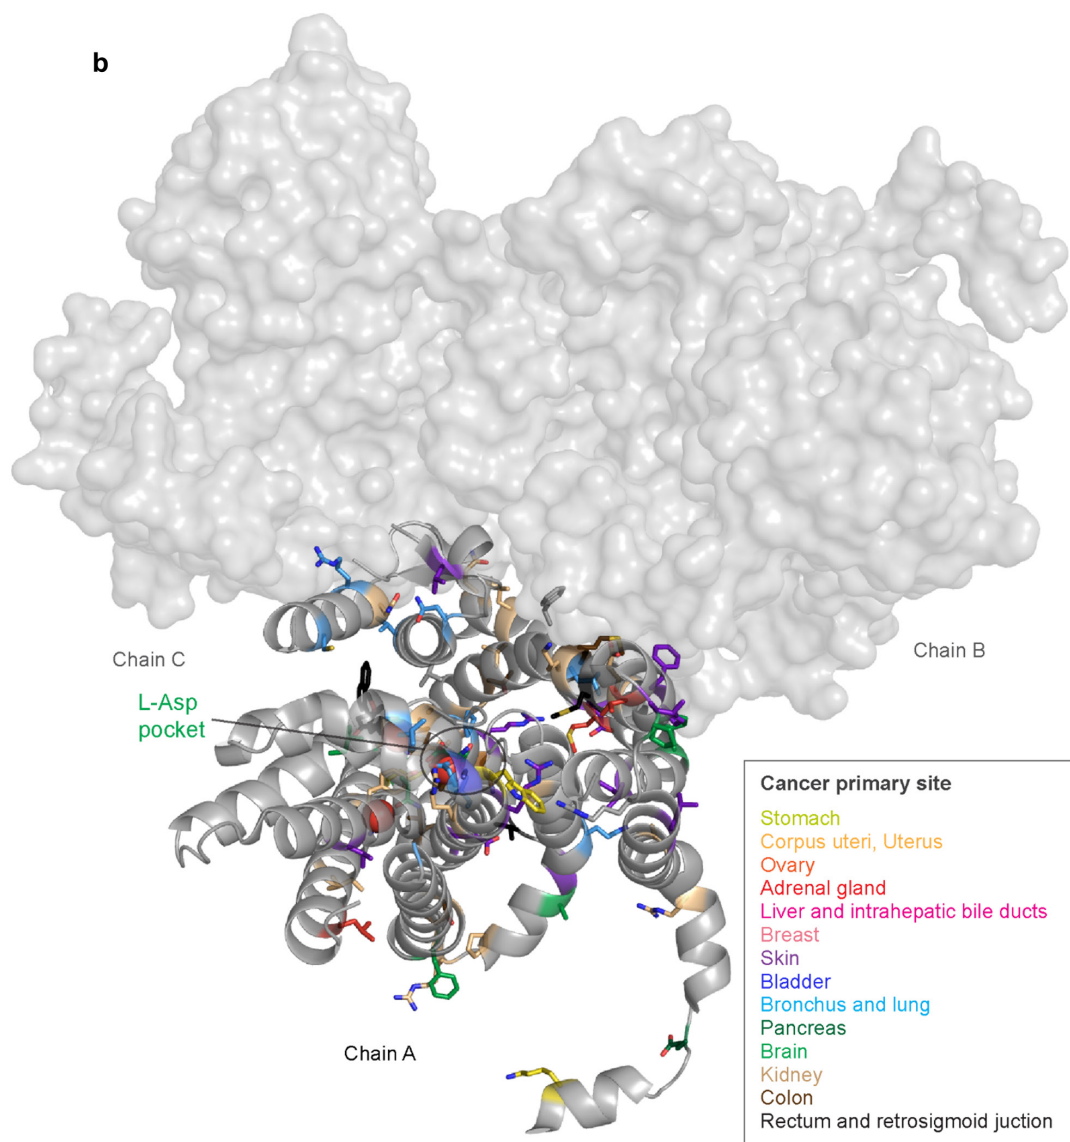 b
Chain C
Chain B
L-Asp
pocket
Chain A
Cancer primary site
Stomach
Corpus uteri, Uterus
Ovary
Adrenal gland
Liver and intrahepatic bile ducts
Breast
Skin
Bladder
Bronchus and lung
Pancreas
Brain
Kidney
Colon
Rectum and retrosigmoid juction